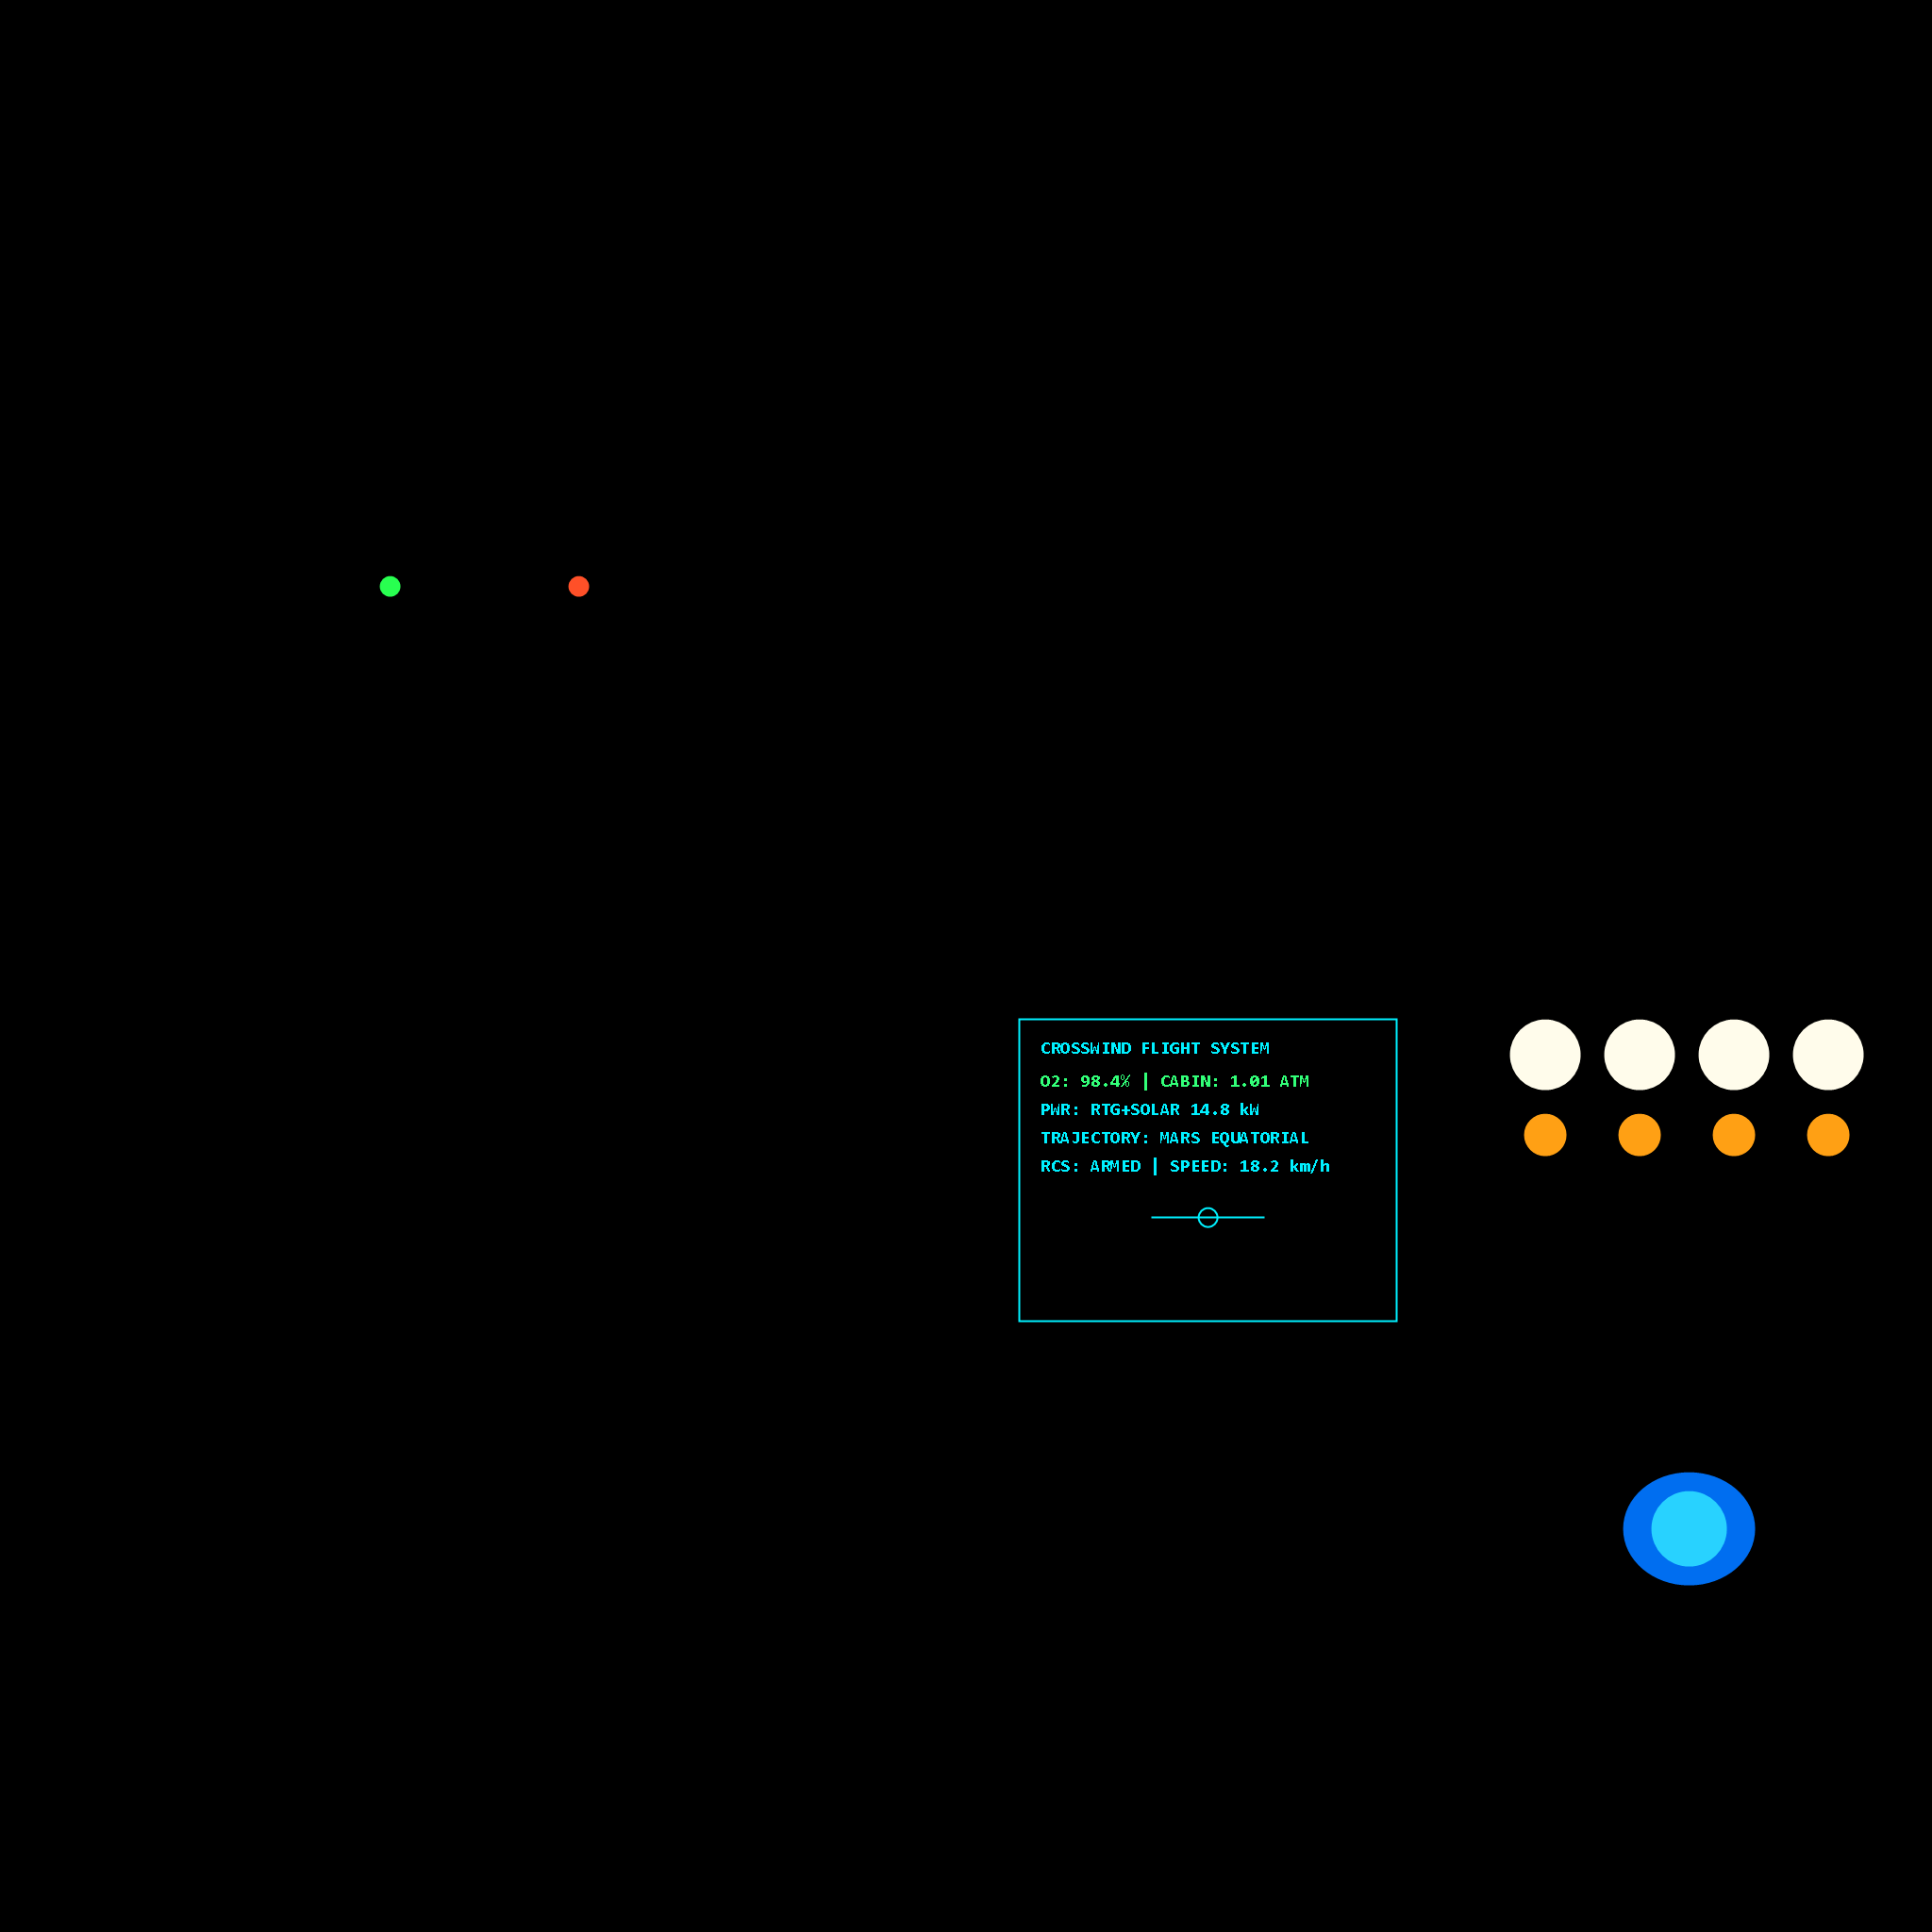 CROSSWIND FLIGHT SYSTEM
O2: 98.4% | CABIN: 1.01 ATM
PWR: RTG+SOLAR 14.8 kW
TRAJECTORY: MARS EQUATORIAL
RCS: ARMED | SPEED: 18.2 km/h